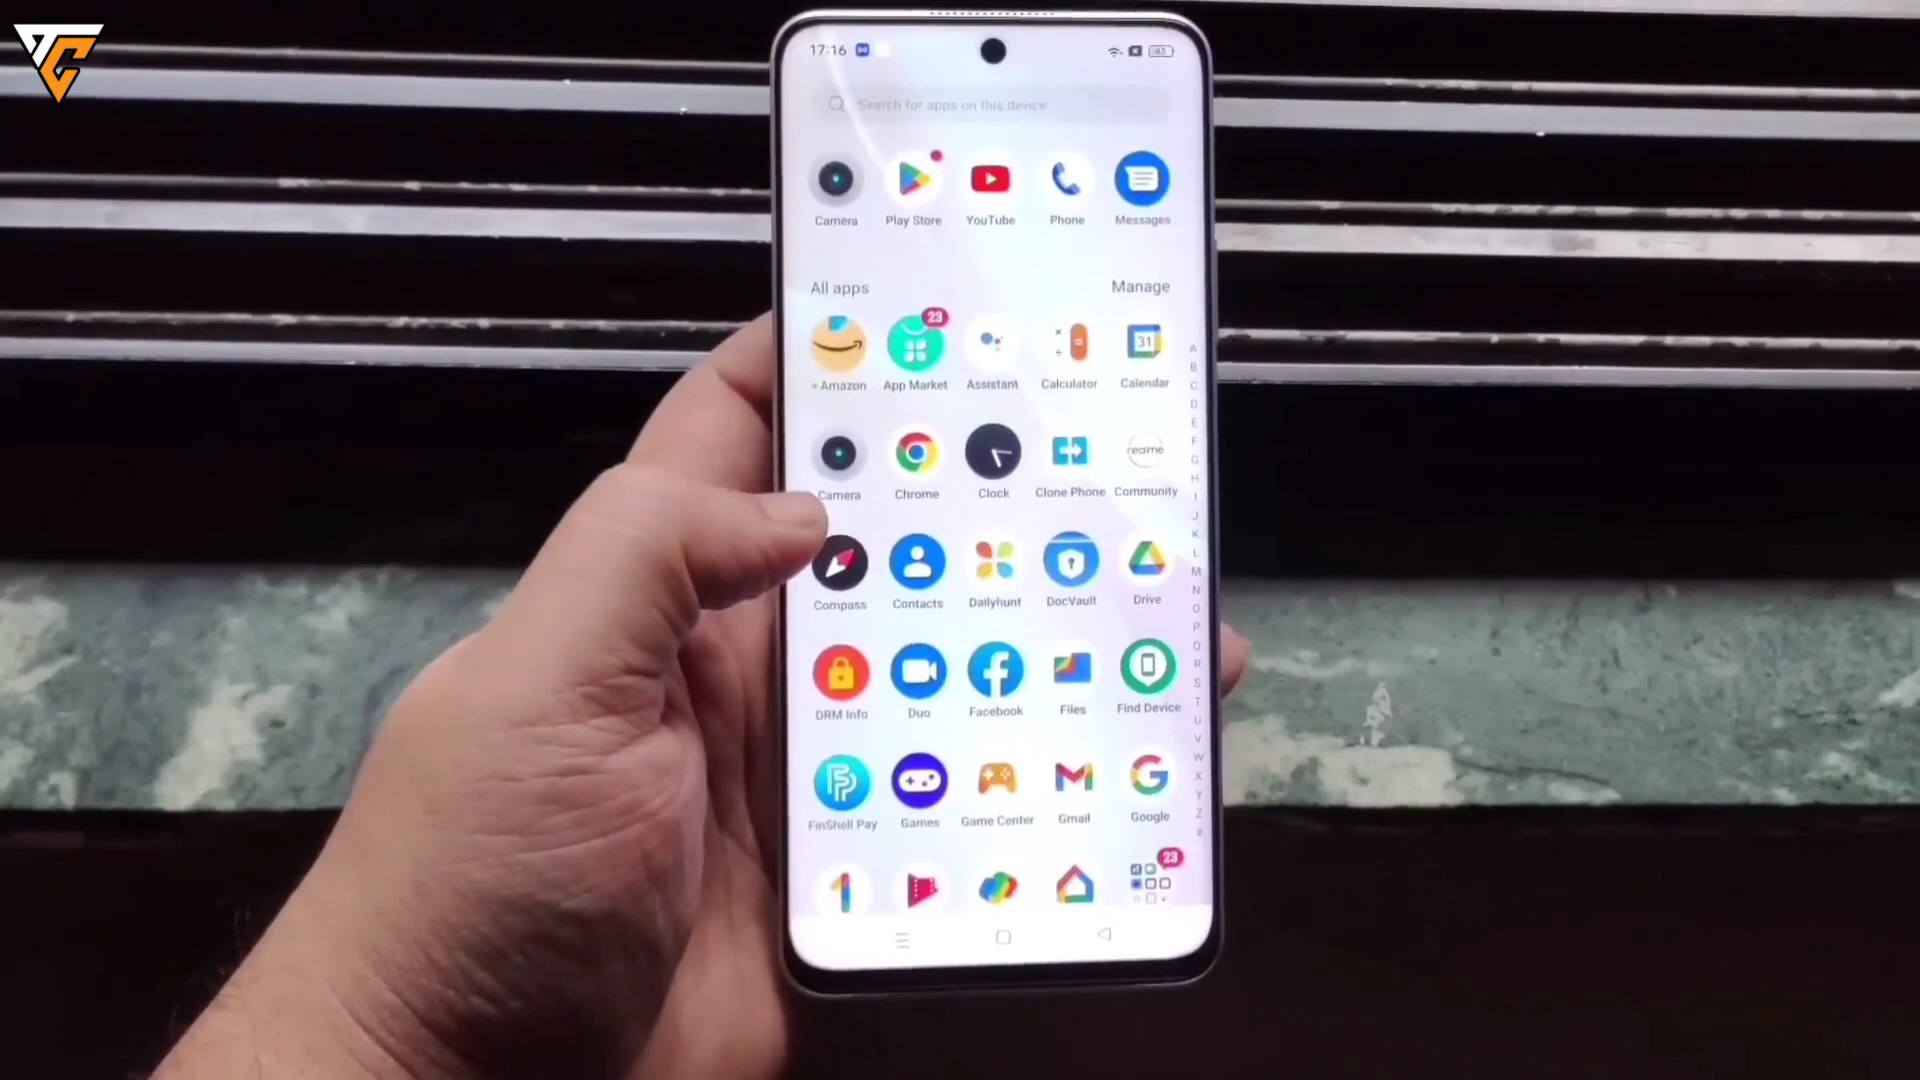 17:16
45
Search for apps on this device
Camera Play Store YouTube Phone Messages
All apps Manage
23
31
Amazon App Market Assistant Calculator Calendar
realme
Camera Chrome Clock Clone Phone Community
Compass Contacts Dailyhunt DocVault Drive
DRM Info Duo Facebook Files Find Device
FinShell Pay Games Game Center Gmail Google
23
A
B
C
D
E
F
G
H
I
J
K
L
M
N
O
P
Q
R
S
T
U
V
W
X
Y
Z
#